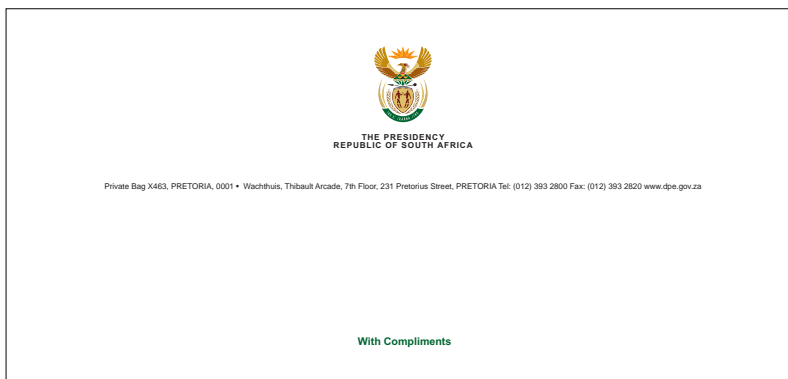 THE PRESIDENCY
REPUBLIC OF SOUTH AFRICA
Private Bag X463, PRETORIA, 0001 • Wachthuis, Thibault Arcade, 7th Floor, 231 Pretorius Street, PRETORIA Tel: (012) 393 2800 Fax: (012) 393 2820 www.dpe.gov.za
With Compliments